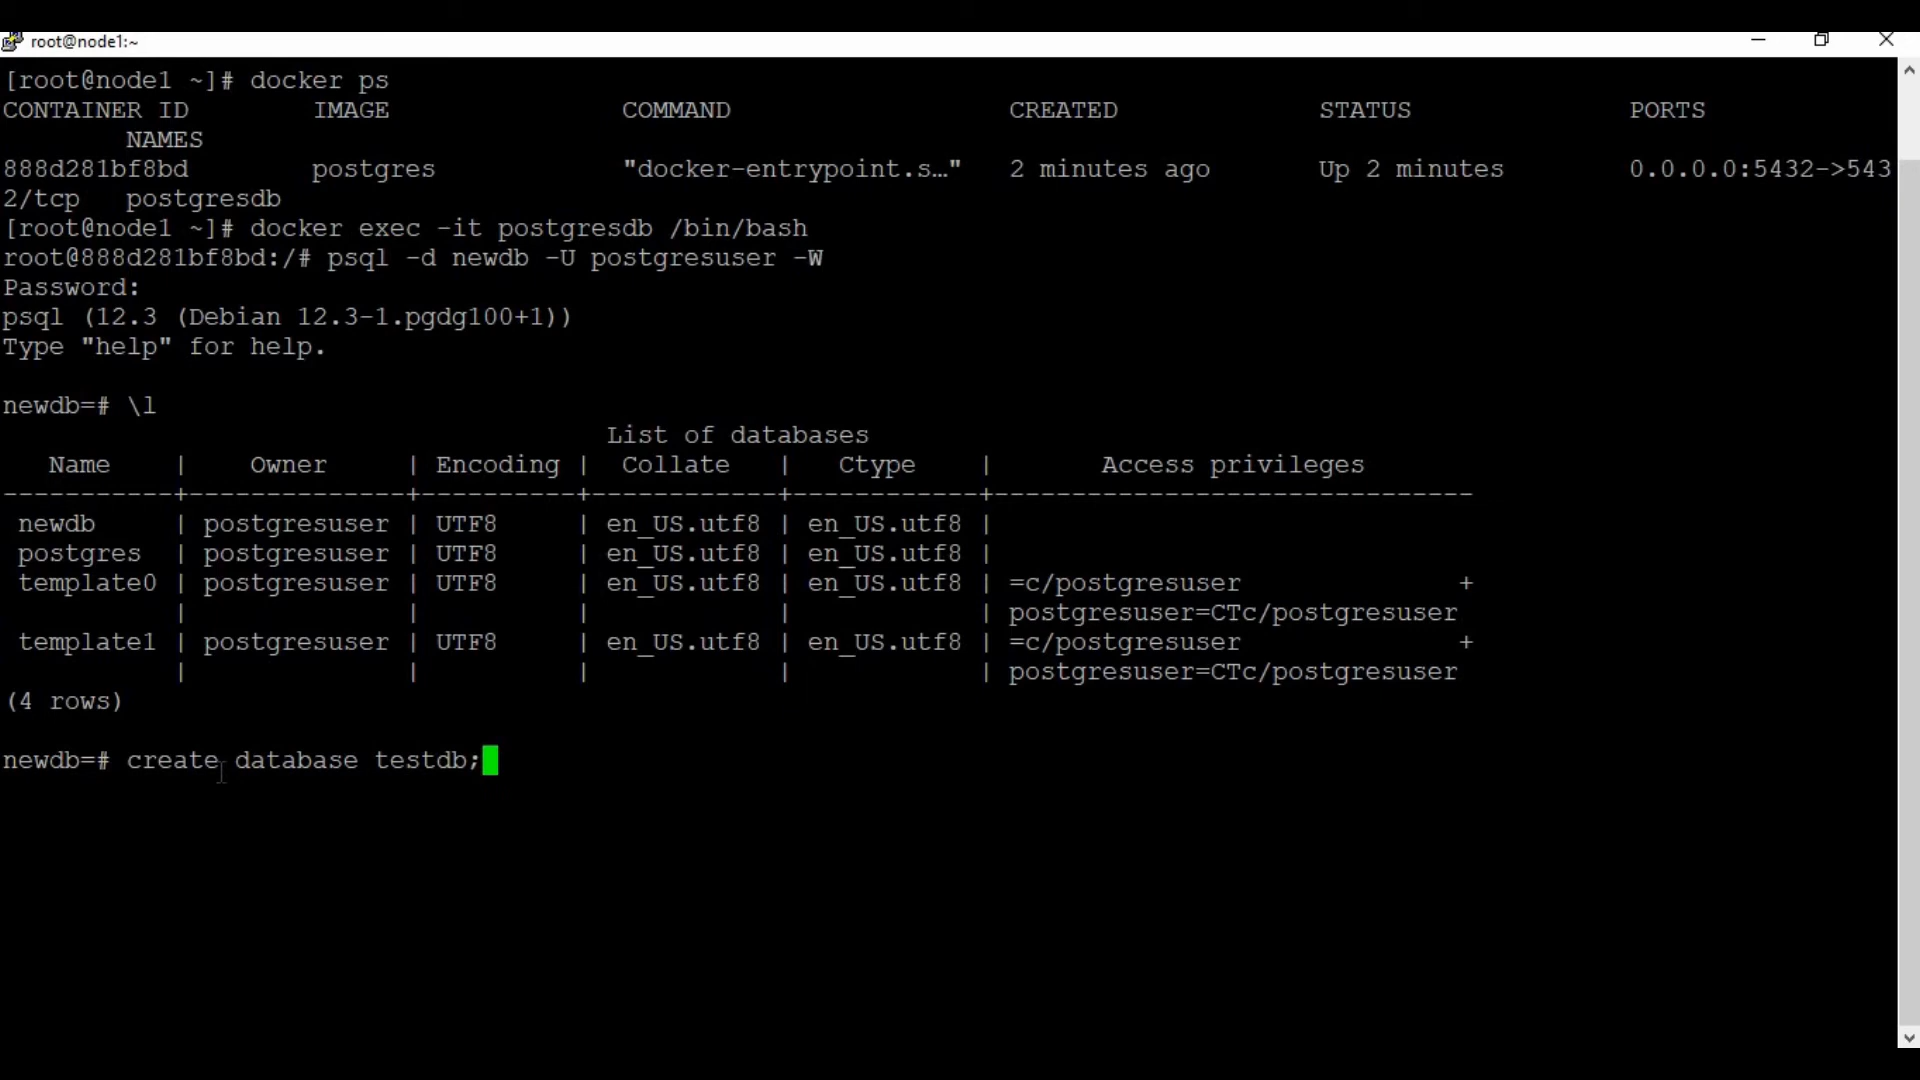 root@node1:~
[root@node1 ~]# docker ps
CONTAINER ID        IMAGE               COMMAND                  CREATED             STATUS              PORTS
        NAMES
888d281bf8bd        postgres            "docker-entrypoint.s…"   2 minutes ago       Up 2 minutes        0.0.0.0:5432->543
2/tcp   postgresdb
[root@node1 ~]# docker exec -it postgresdb /bin/bash
root@888d281bf8bd:/# psql -d newdb -U postgresuser -W
Password:
psql (12.3 (Debian 12.3-1.pgdg100+1))
Type "help" for help.
newdb=# \l
                                       List of databases
   Name    |    Owner     | Encoding |  Collate   |   Ctype    |       Access privileges
-----------+--------------+----------+------------+------------+-------------------------------
 newdb     | postgresuser | UTF8     | en_US.utf8 | en_US.utf8 |
 postgres  | postgresuser | UTF8     | en_US.utf8 | en_US.utf8 |
 template0 | postgresuser | UTF8     | en_US.utf8 | en_US.utf8 | =c/postgresuser              +
           |              |          |            |            | postgresuser=CTc/postgresuser
 template1 | postgresuser | UTF8     | en_US.utf8 | en_US.utf8 | =c/postgresuser              +
           |              |          |            |            | postgresuser=CTc/postgresuser
(4 rows)
newdb=# create database testdb;